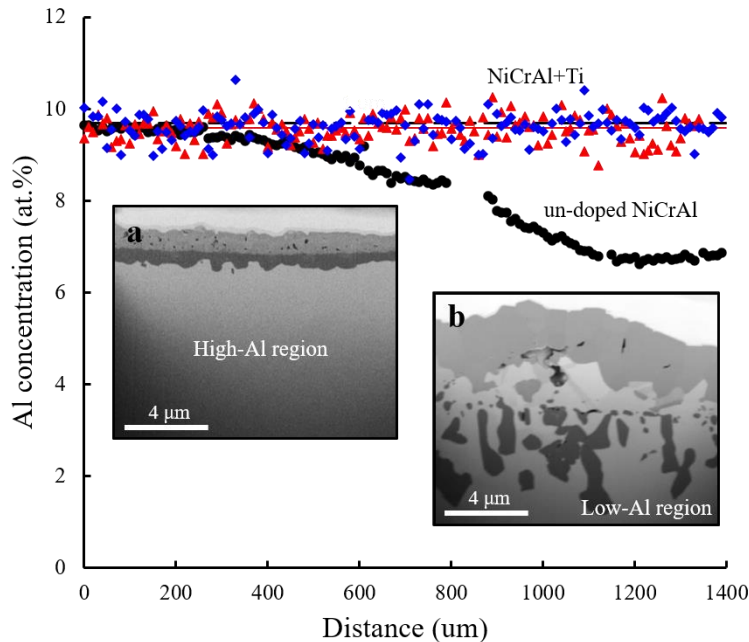 12
10
8
6
4
2
0
Al concentration (at.%)
NiCrAl+Ti
un-doped NiCrAl
a
High-Al region
4 μm
b
4 μm
Low-Al region
0 200 400 600 800 1000 1200 1400
Distance (um)